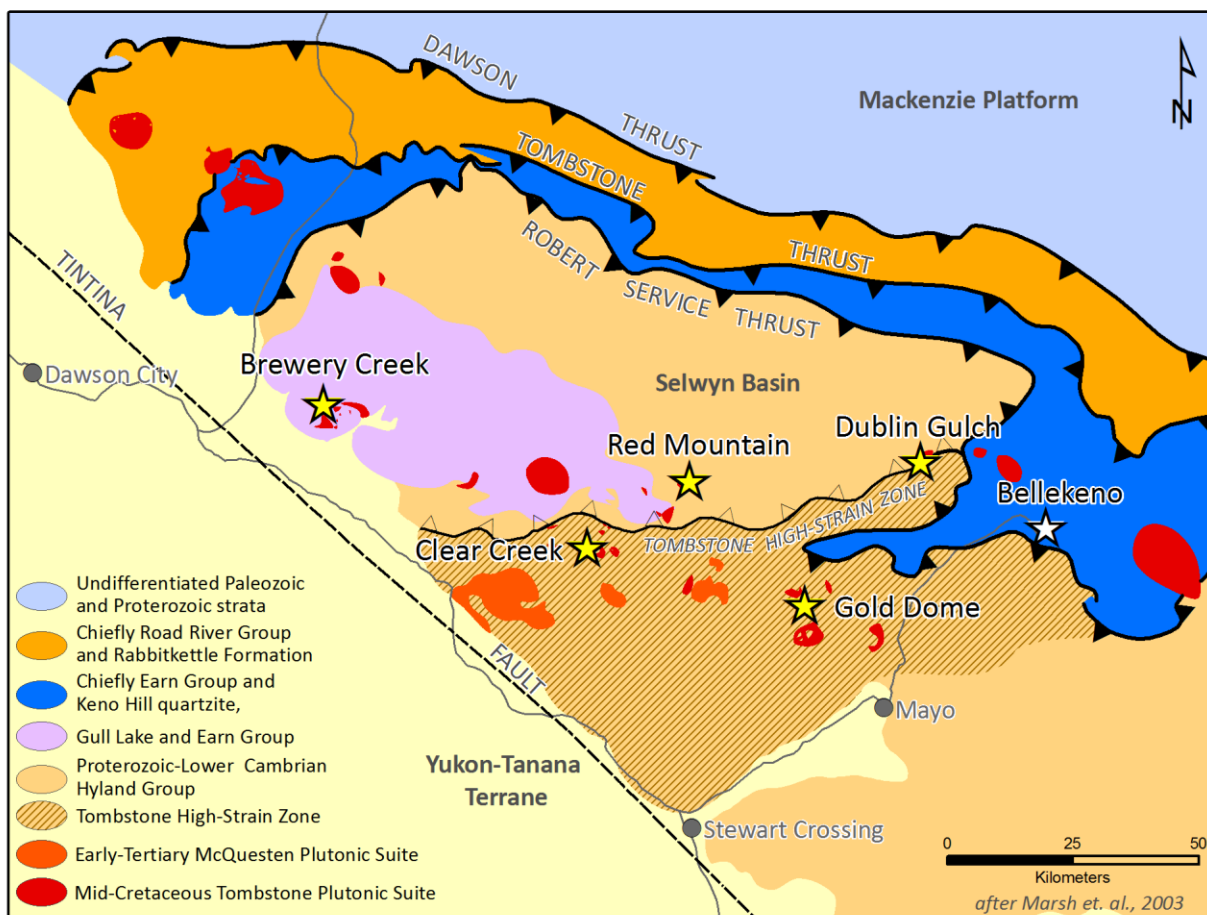 DAWSON
THRUST
Mackenzie Platform
N
TOMBSTONE
THRUST
ROBERT
SERVICE
THRUST
TINTINA
Dawson City
Brewery Creek
Selwyn Basin
Red Mountain
Dublin Gulch
Bellekeno
TOMBSTONE
HIGH-STRAIN ZONE
Clear Creek
Gold Dome
FAULT
Mayo
Yukon-Tanana
Terrane
Stewart Crossing
Undifferentiated Paleozoic
and Proterozoic strata
Chiefly Road River Group
and Rabbitkettle Formation
Chiefly Earn Group and
Keno Hill quartzite,
Gull Lake and Earn Group
Proterozoic-Lower Cambrian
Hyland Group
Tombstone High-Strain Zone
Early-Tertiary McQuesten Plutonic Suite
Mid-Cretaceous Tombstone Plutonic Suite
0 25 50
Kilometers
after Marsh et. al., 2003